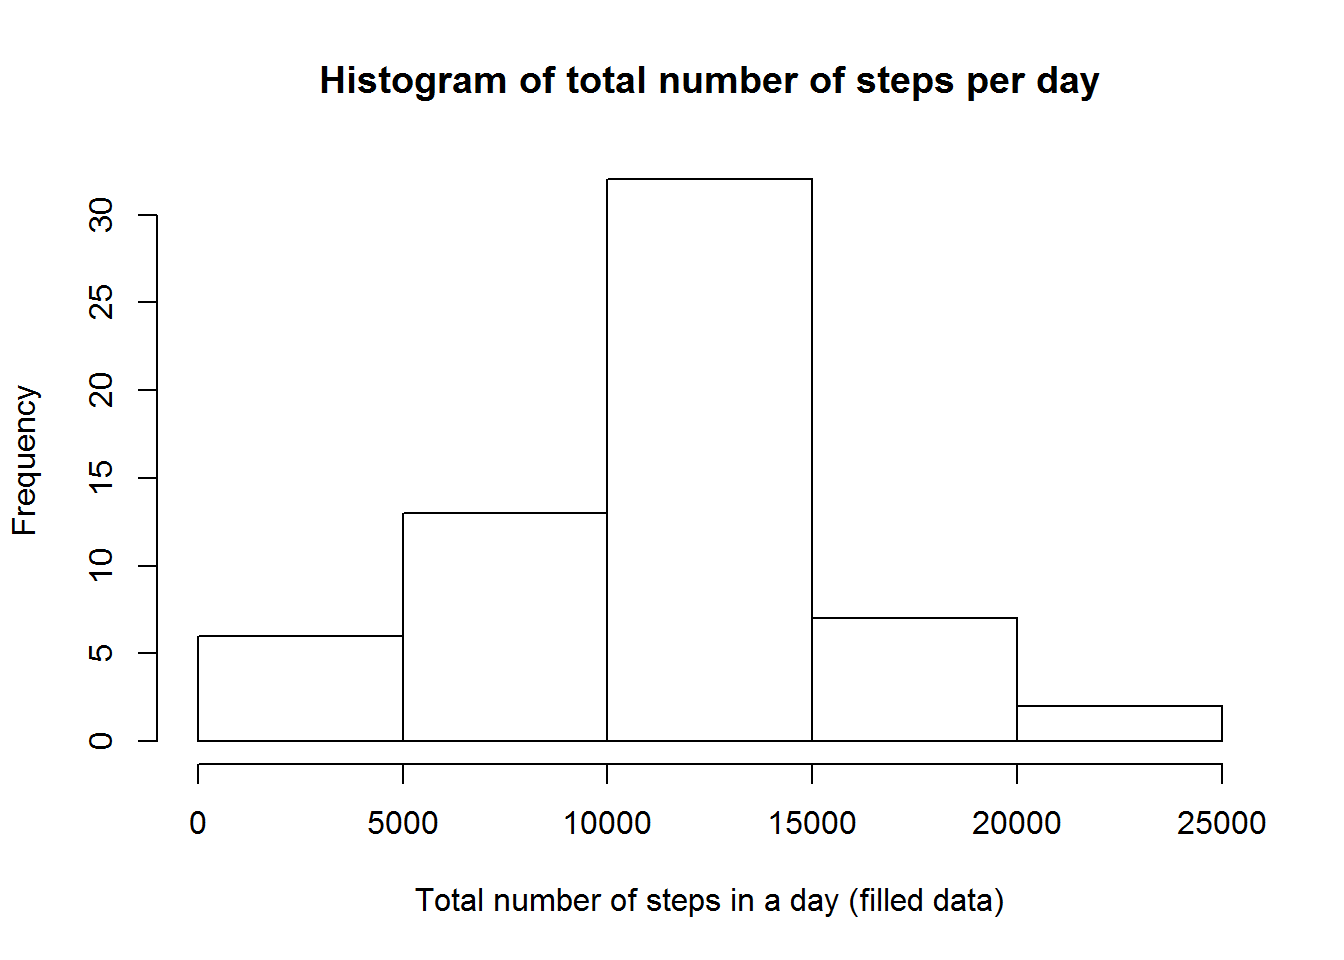 Histogram of total number of steps per day
Frequency
30
25
20
15
10
5
0
0 5000 10000 15000 20000 25000
Total number of steps in a day (filled data)